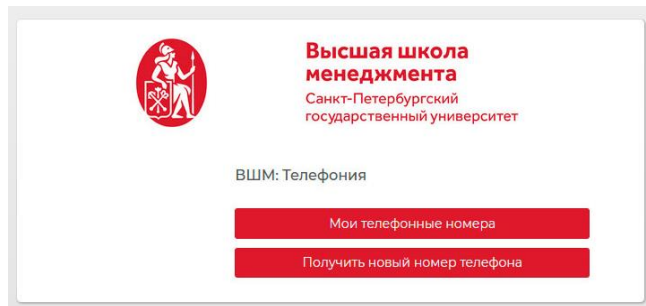 Высшая школа
менеджмента
Санкт-Петербургский
государственный университет
ВШМ: Телефония
Мои телефонные номера
Получить новый номер телефона